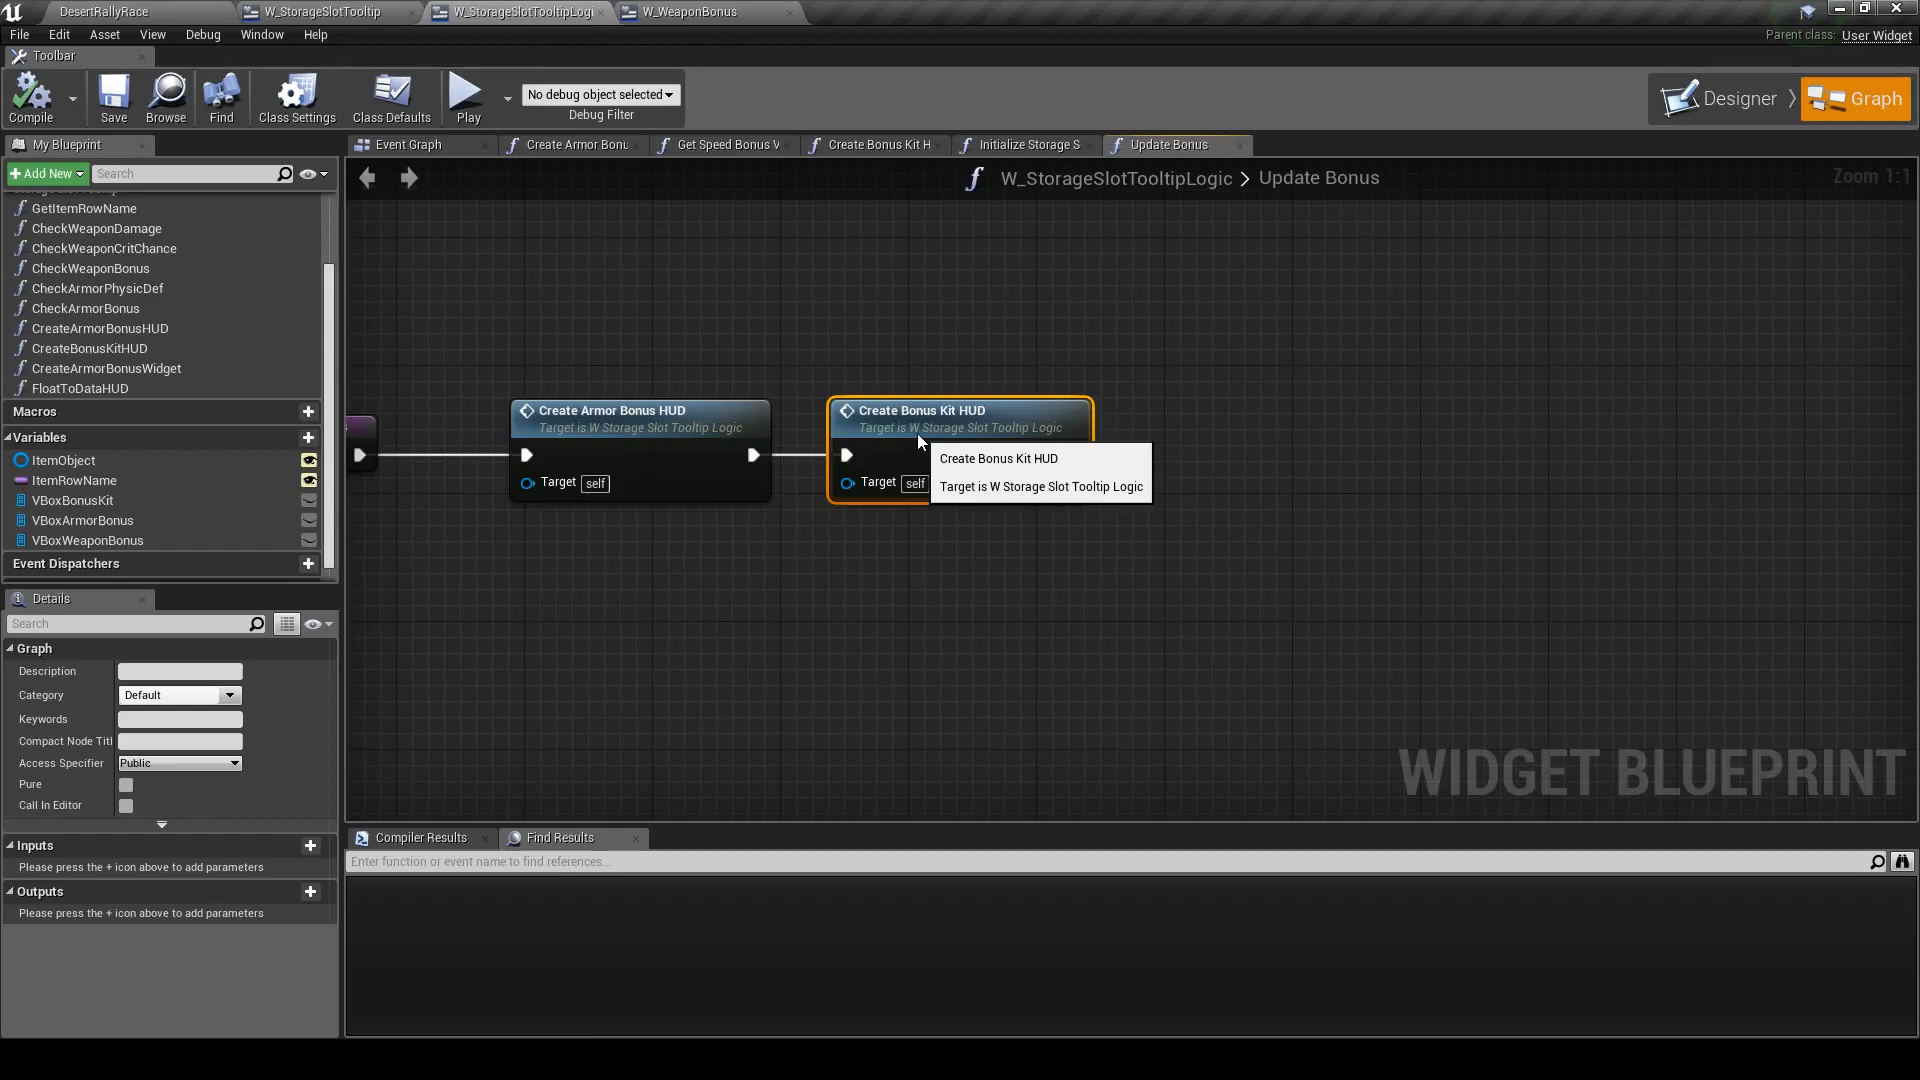 DesertRallyRace
W_StorageSlotTooltip
W_StorageSlotTooltipLogi
W_WeaponBonus
File
Edit
Asset
View
Debug
Window
Help
Parent class: User Widget
Toolbar
Compile
Save
Browse
Find
Class Settings
Class Defaults
Play
No debug object selected
Debug Filter
Designer
Graph
My Blueprint
Event Graph
Create Armor Bonu
Get Speed Bonus V
Create Bonus Kit H
Initialize Storage S
Update Bonus
Add New
Search
W_StorageSlotTooltipLogic > Update Bonus
Zoom 1:1
GetItemRowName
CheckWeaponDamage
CheckWeaponCritChance
CheckWeaponBonus
CheckArmorPhysicDef
CheckArmorBonus
CreateArmorBonusHUD
CreateBonusKitHUD
CreateArmorBonusWidget
FloatToDataHUD
Macros
Variables
ItemObject
ItemRowName
VBoxBonusKit
VBoxArmorBonus
VBoxWeaponBonus
Event Dispatchers
Create Armor Bonus HUD
Target is W Storage Slot Tooltip Logic
Target self
Create Bonus Kit HUD
Target is W Storage Slot Tooltip Logic
Target self
Create Bonus Kit HUD
Target is W Storage Slot Tooltip Logic
WIDGET BLUEPRINT
Details
Search
Graph
Description
Category
Default
Keywords
Compact Node Titl
Access Specifier
Public
Pure
Call In Editor
Inputs
Please press the + icon above to add parameters
Outputs
Please press the + icon above to add parameters
Compiler Results
Find Results
Enter function or event name to find references...